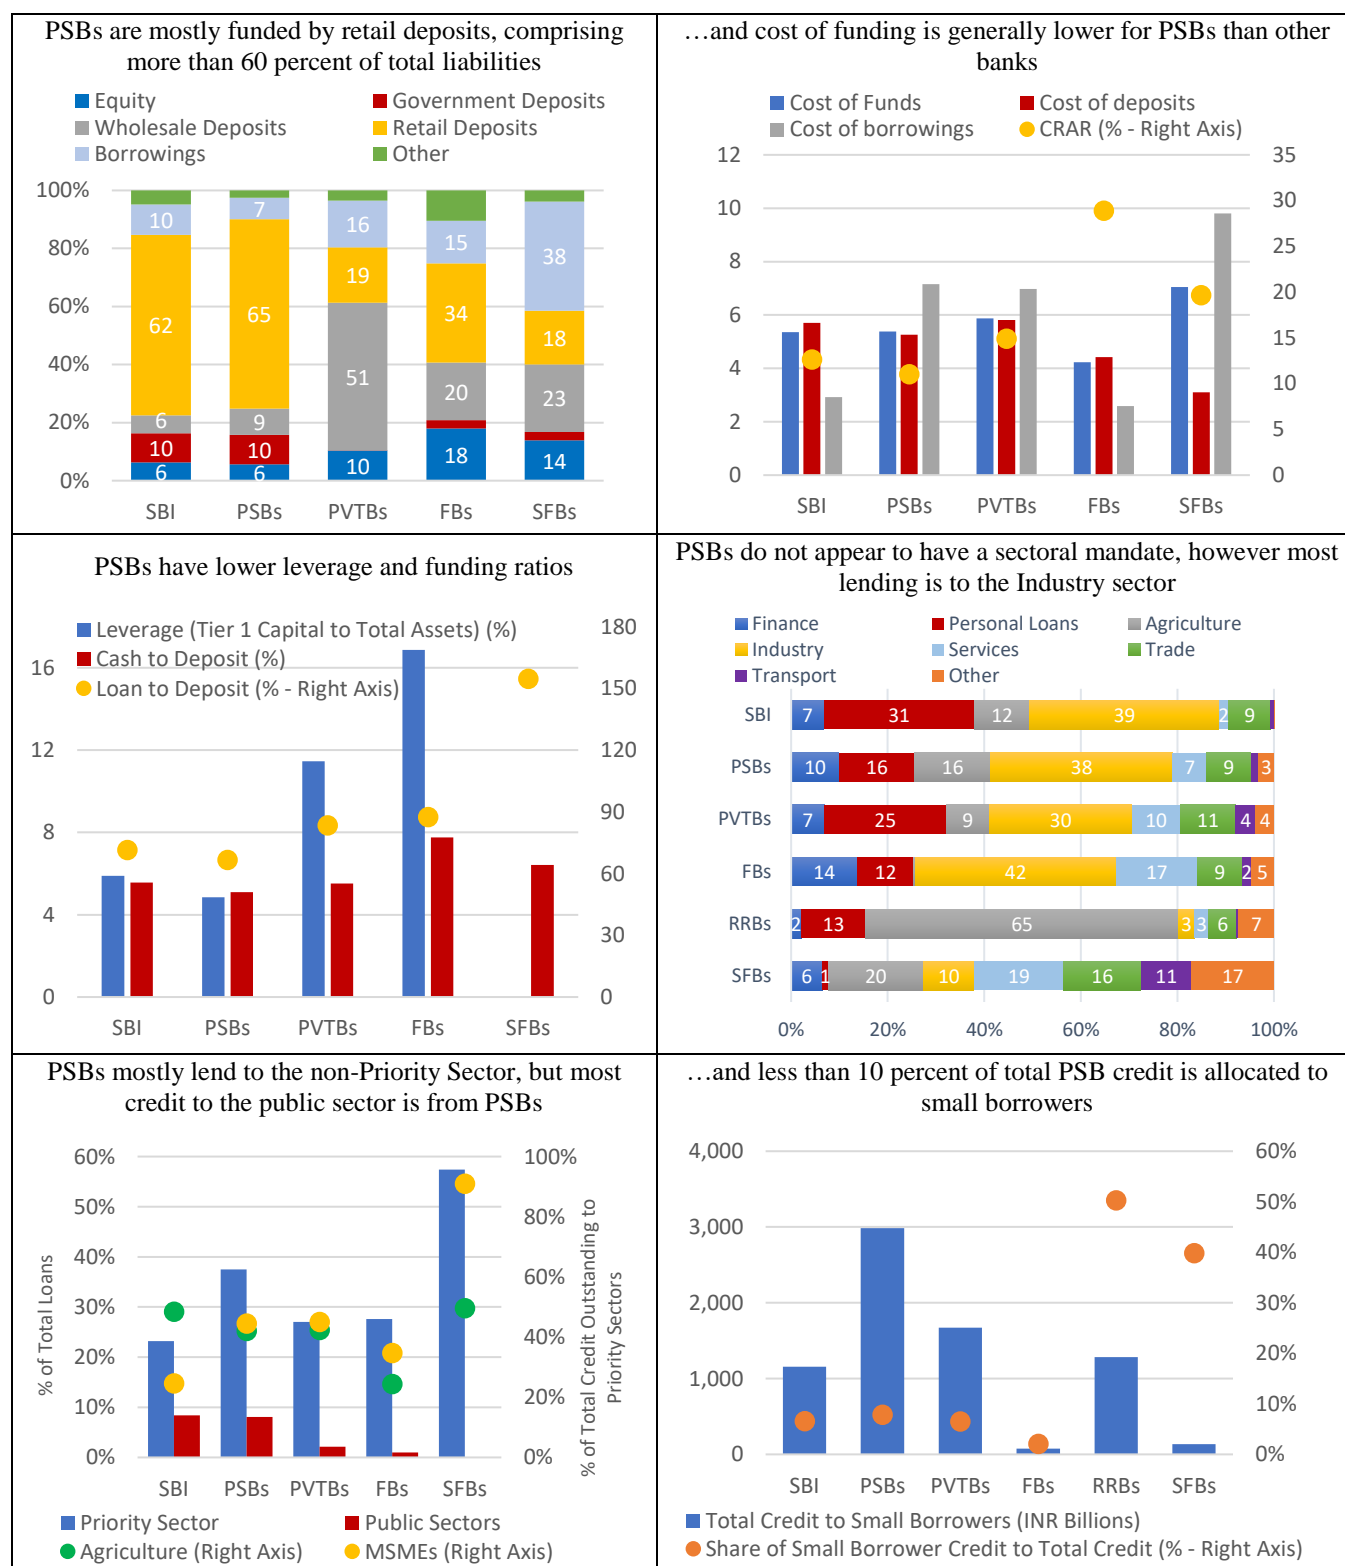 PSBs are mostly funded by retail deposits, comprising
more than 60 percent of total liabilities
Equity
Government Deposits
Wholesale Deposits
Retail Deposits
Borrowings
Other
100%
80%
60%
40%
20%
0%
10
7
16
15
38
62
65
19
34
18
6
9
51
20
23
10
10
6
6
10
18
14
SBI PSBs PVTBs FBs SFBs
…and cost of funding is generally lower for PSBs than other
banks
Cost of Funds
Cost of deposits
Cost of borrowings
CRAR (% - Right Axis)
12
10
8
6
4
2
0
35
30
25
20
15
10
5
0
SBI PSBs PVTBs FBs SFBs
PSBs have lower leverage and funding ratios
Leverage (Tier 1 Capital to Total Assets) (%)
Cash to Deposit (%)
Loan to Deposit (% - Right Axis)
16
12
8
4
0
180
150
120
90
60
30
0
SBI PSBs PVTBs FBs SFBs
PSBs do not appear to have a sectoral mandate, however most
lending is to the Industry sector
Finance
Personal Loans
Agriculture
Industry
Services
Trade
Transport
Other
SBI 7 31 12 39 2 9
PSBs 10 16 16 38 7 9 3
PVTBs 7 25 9 30 10 11 4 4
FBs 14 12 42 17 9 2 5
RRBs 2 13 65 3 3 6 7
SFBs 6 1 20 10 19 16 11 17
0% 20% 40% 60% 80% 100%
PSBs mostly lend to the non-Priority Sector, but most
credit to the public sector is from PSBs
% of Total Loans
60%
50%
40%
30%
20%
10%
0%
100%
80%
60%
40%
20%
0%
% of Total Credit Outstanding to
Priority Sectors
SBI PSBs PVTBs FBs SFBs
Priority Sector
Public Sectors
Agriculture (Right Axis)
MSMEs (Right Axis)
…and less than 10 percent of total PSB credit is allocated to
small borrowers
4,000
3,000
2,000
1,000
0
60%
50%
40%
30%
20%
10%
0%
SBI PSBs PVTBs FBs RRBs SFBs
Total Credit to Small Borrowers (INR Billions)
Share of Small Borrower Credit to Total Credit (% - Right Axis)